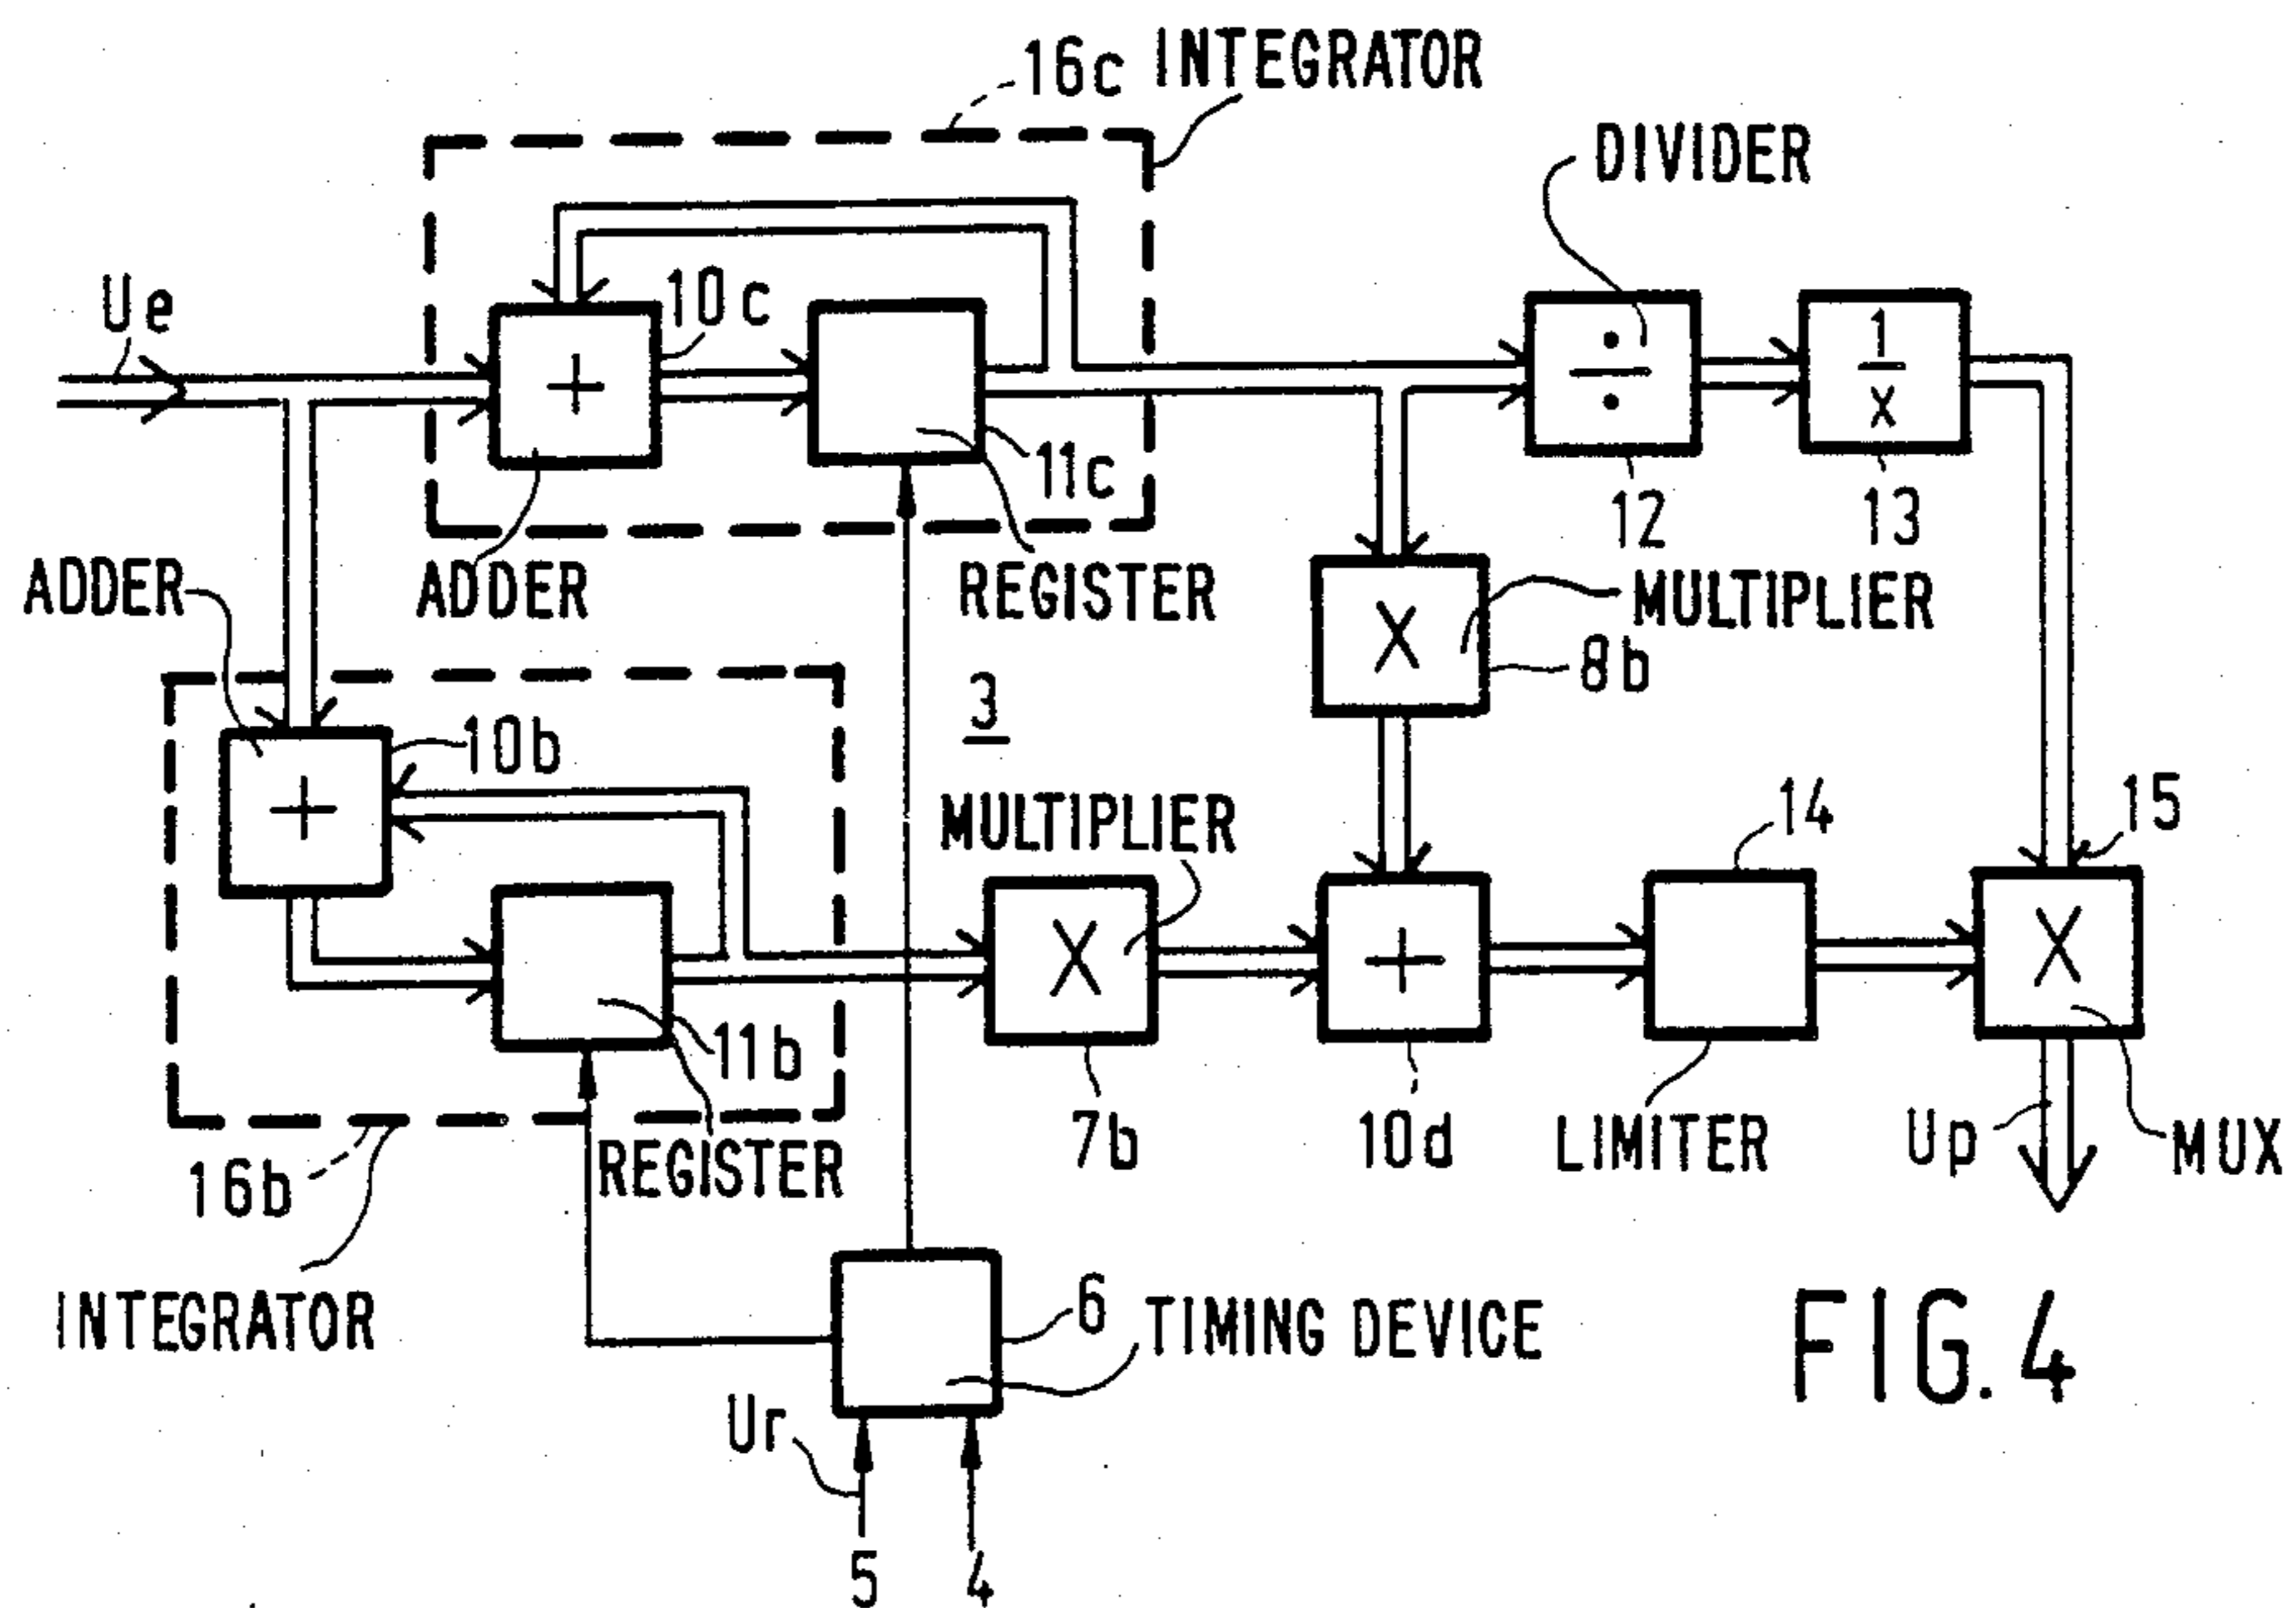 16c INTEGRATOR
DIVIDER
Ue
10c
+
÷
1
x
11c
12
13
ADDER
ADDER
REGISTER
X
MULTIPLIER
8b
3
10b
+
MULTIPLIER
14
15
X
+
X
11b
7b
10d
LIMITER
Up
MUX
16b
REGISTER
INTEGRATOR
6
TIMING DEVICE
FIG. 4
Ur
5
4